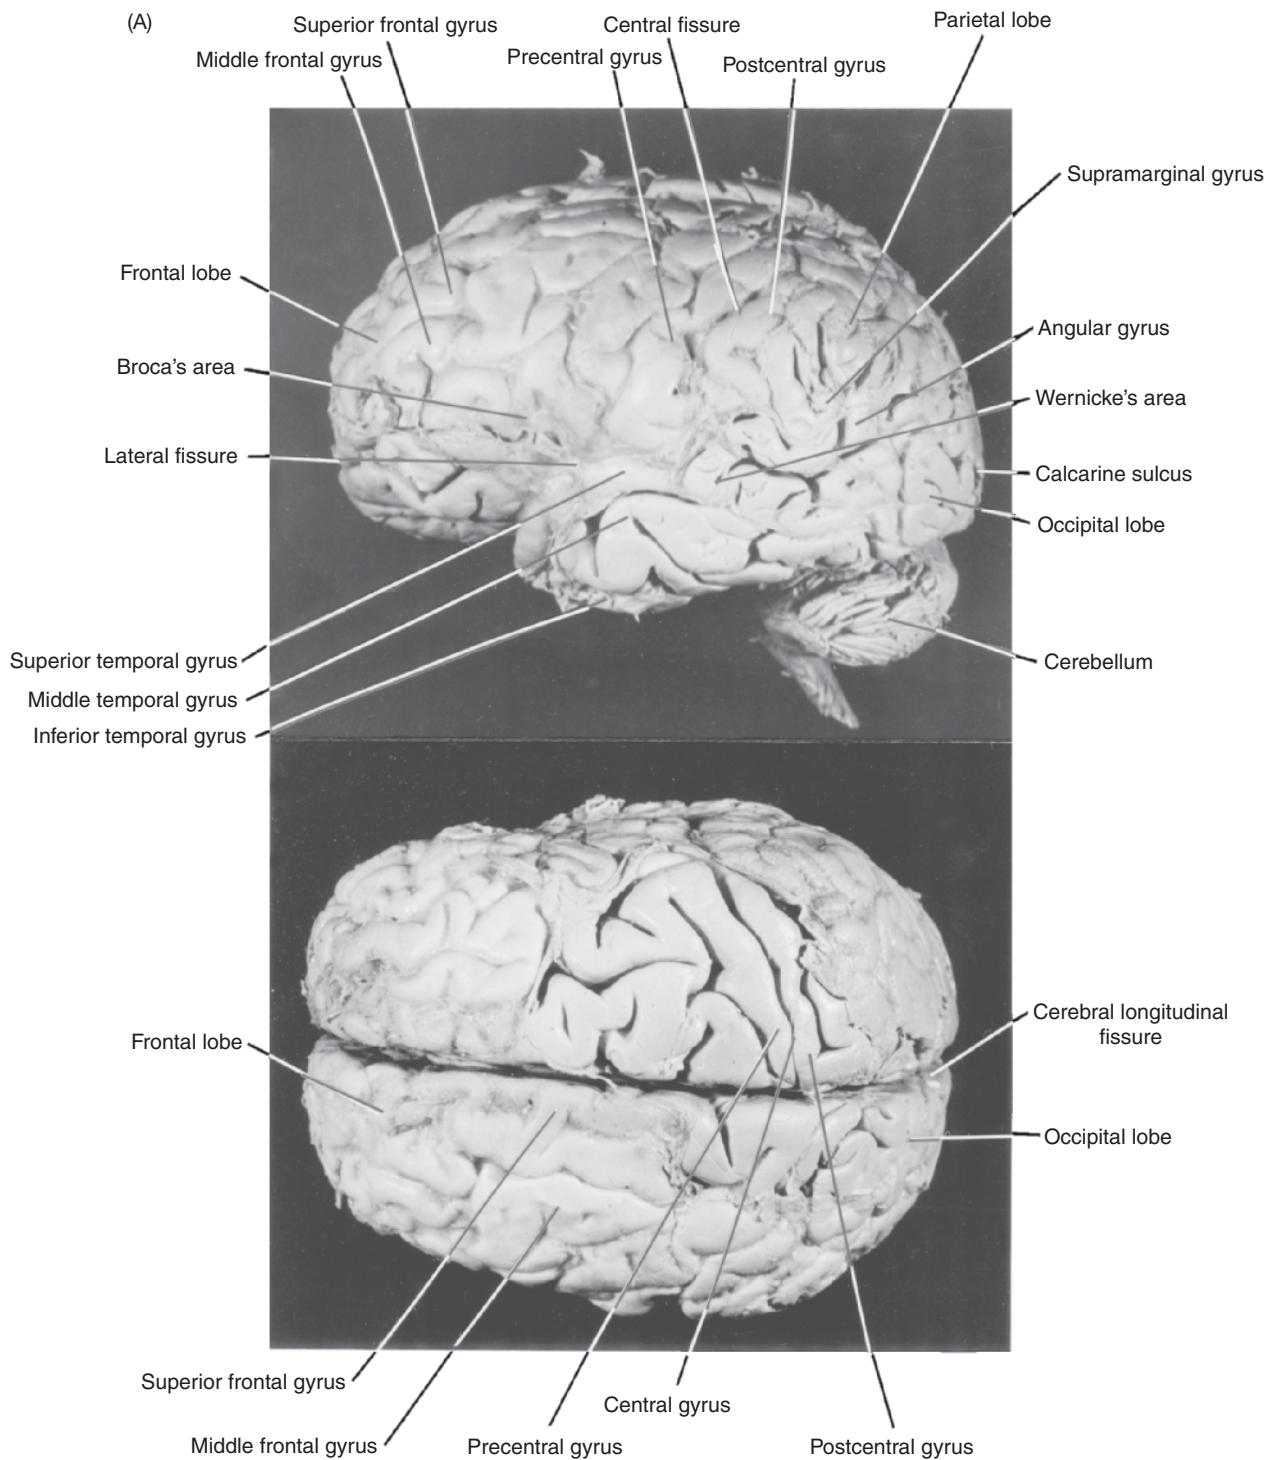 (A)
Superior frontal gyrus
Central fissure
Parietal lobe
Middle frontal gyrus
Precentral gyrus
Postcentral gyrus
Supramarginal gyrus
Frontal lobe
Angular gyrus
Broca’s area
Wernicke’s area
Lateral fissure
Calcarine sulcus
Occipital lobe
Superior temporal gyrus
Cerebellum
Middle temporal gyrus
Inferior temporal gyrus
Cerebral longitudinal
fissure
Frontal lobe
Occipital lobe
Superior frontal gyrus
Central gyrus
Middle frontal gyrus
Precentral gyrus
Postcentral gyrus